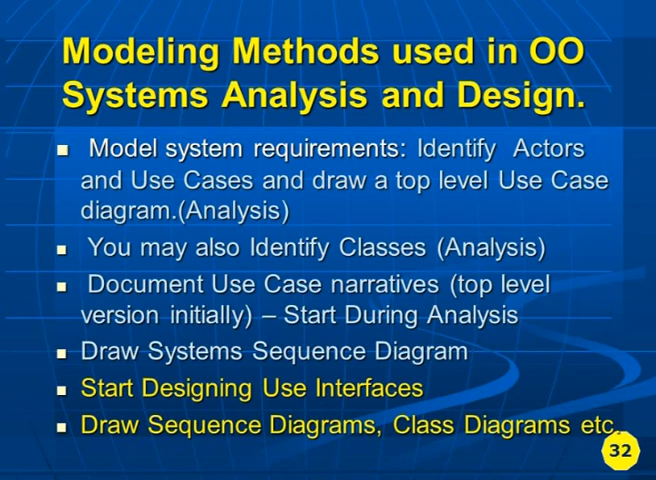 Modeling Methods used in OO
Systems Analysis and Design.
Model system requirements: Identify Actors
and Use Cases and draw a top level Use Case
diagram.(Analysis)
You may also Identify Classes (Analysis)
Document Use Case narratives (top level
version initially) – Start During Analysis
Draw Systems Sequence Diagram
Start Designing Use Interfaces
Draw Sequence Diagrams, Class Diagrams etc.
32